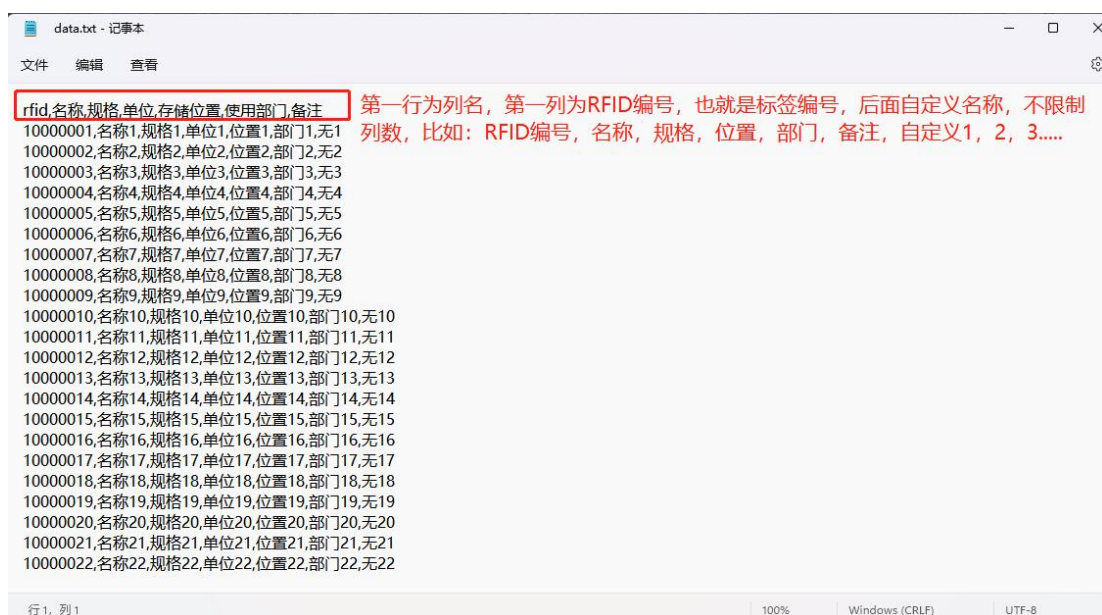 data.txt - 记事本
文件 编辑 查看
rfid,名称,规格,单位,存储位置,使用部门,备注
第一行为列名，第一列为RFID编号，也就是标签编号，后面自定义名称，不限制
列数，比如：RFID编号，名称，规格，位置，部门，备注，自定义1，2，3.....
10000001,名称1,规格1,单位1,位置1,部门1,无1
10000002,名称2,规格2,单位2,位置2,部门2,无2
10000003,名称3,规格3,单位3,位置3,部门3,无3
10000004,名称4,规格4,单位4,位置4,部门4,无4
10000005,名称5,规格5,单位5,位置5,部门5,无5
10000006,名称6,规格6,单位6,位置6,部门6,无6
10000007,名称7,规格7,单位7,位置7,部门7,无7
10000008,名称8,规格8,单位8,位置8,部门8,无8
10000009,名称9,规格9,单位9,位置9,部门9,无9
10000010,名称10,规格10,单位10,位置10,部门10,无10
10000011,名称11,规格11,单位11,位置11,部门11,无11
10000012,名称12,规格12,单位12,位置12,部门12,无12
10000013,名称13,规格13,单位13,位置13,部门13,无13
10000014,名称14,规格14,单位14,位置14,部门14,无14
10000015,名称15,规格15,单位15,位置15,部门15,无15
10000016,名称16,规格16,单位16,位置16,部门16,无16
10000017,名称17,规格17,单位17,位置17,部门17,无17
10000018,名称18,规格18,单位18,位置18,部门18,无18
10000019,名称19,规格19,单位19,位置19,部门19,无19
10000020,名称20,规格20,单位20,位置20,部门20,无20
10000021,名称21,规格21,单位21,位置21,部门21,无21
10000022,名称22,规格22,单位22,位置22,部门22,无22
行 1，列 1 100% Windows (CRLF) UTF-8